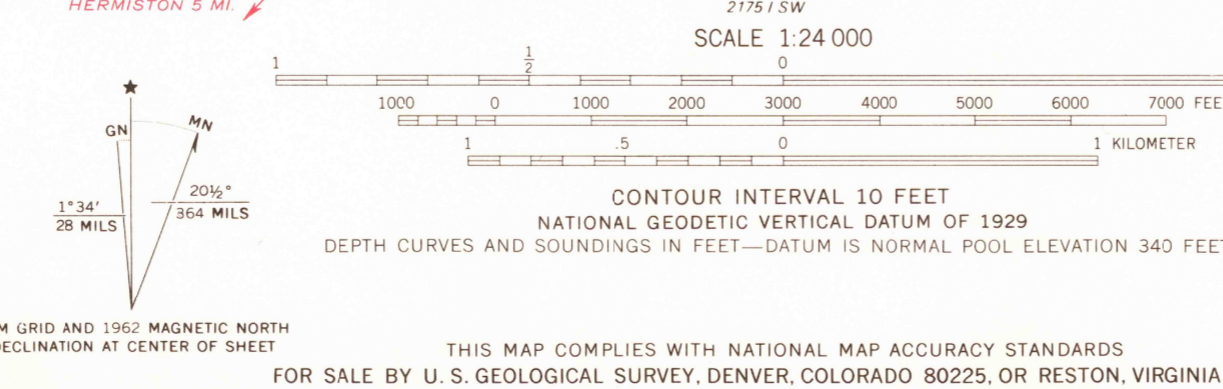 HERMISTON 5 MI.
2175 I SW
SCALE 1:24 000
1 1/2 0
1000 0 1000 2000 3000 4000 5000 6000 7000 FEE
1 .5 0 1 KILOMETER
GN MN
1°34' 20½°
28 MILS 364 MILS
CONTOUR INTERVAL 10 FEET
NATIONAL GEODETIC VERTICAL DATUM OF 1929
DEPTH CURVES AND SOUNDINGS IN FEET—DATUM IS NORMAL POOL ELEVATION 340 FEET
M GRID AND 1962 MAGNETIC NORTH
DECLINATION AT CENTER OF SHEET
THIS MAP COMPLIES WITH NATIONAL MAP ACCURACY STANDARDS
FOR SALE BY U. S. GEOLOGICAL SURVEY, DENVER, COLORADO 80225, OR RESTON, VIRGINIA